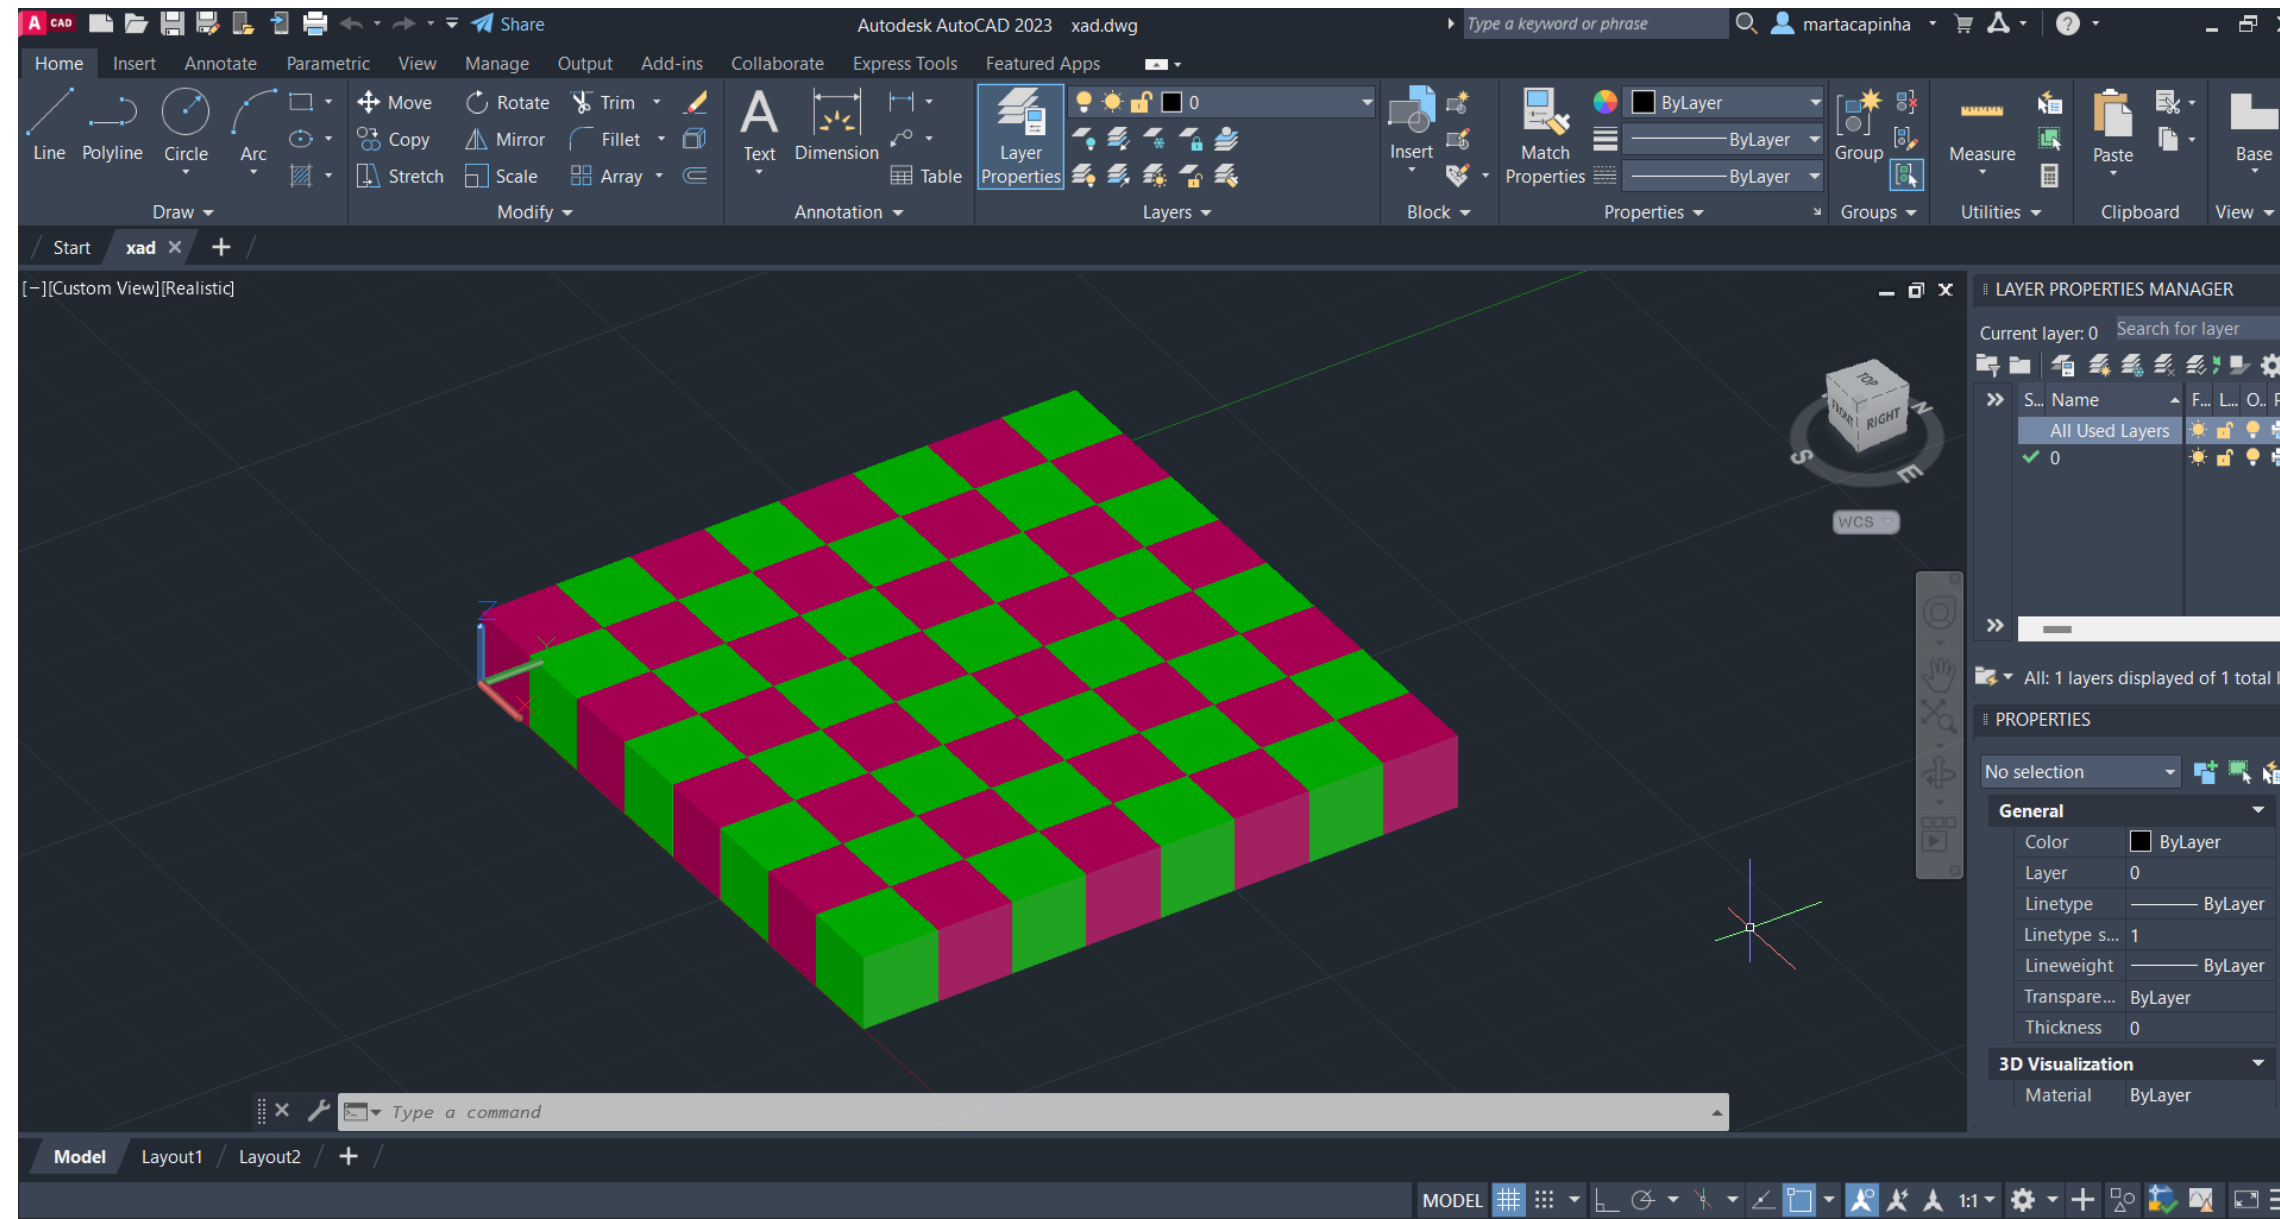 A CAD Share Autodesk AutoCAD 2023 xad.dwg Type a keyword or phrase martacapinha ?
Home Insert Annotate Parametric View Manage Output Add-ins Collaborate Express Tools Featured Apps
Line Polyline Circle Arc
Move Rotate Trim
Copy Mirror Fillet
Stretch Scale Array
A
Text Dimension Table
Layer Properties
0
Insert
Match Properties
ByLayer
ByLayer
ByLayer
Group
Measure
Paste
Base
Draw Modify Annotation Layers Block Properties Groups Utilities Clipboard View
Start xad
[−][Custom View][Realistic]
TOP
FRONT RIGHT
N
S
E
WCS
Z
Y
X
LAYER PROPERTIES MANAGER
Current layer: 0 Search for layer
S... Name F... L... O..
All Used Layers
0
All: 1 layers displayed of 1 total
PROPERTIES
No selection
General
Color ByLayer
Layer 0
Linetype ByLayer
Linetype s... 1
Lineweight ByLayer
Transpare... ByLayer
Thickness 0
3D Visualization
Material ByLayer
Type a command
Model Layout1 Layout2
MODEL 1:1